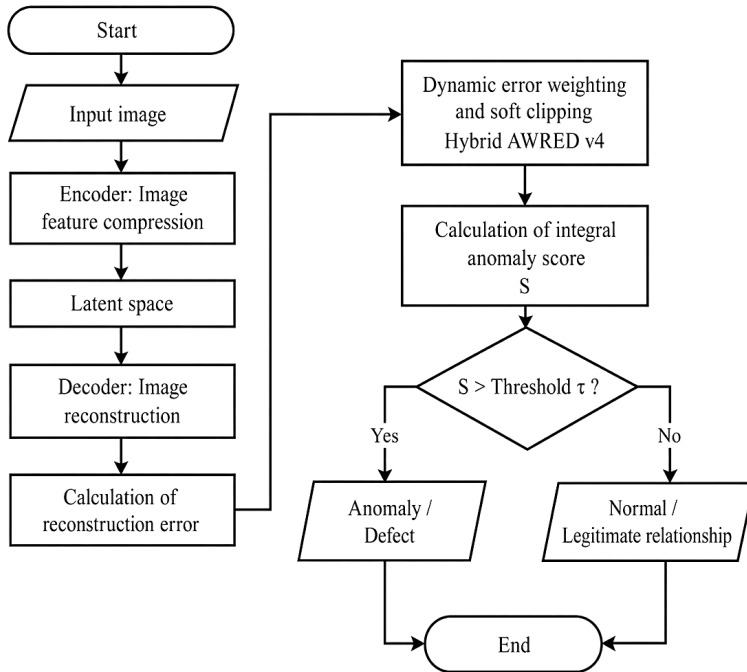 Start
Input image
Encoder: Image
feature compression
Latent space
Decoder: Image
reconstruction
Calculation of
reconstruction error
Dynamic error weighting
and soft clipping
Hybrid AWRED v4
Calculation of integral
anomaly score
S
S > Threshold τ ?
Yes
No
Anomaly /
Defect
Normal /
Legitimate relationship
End